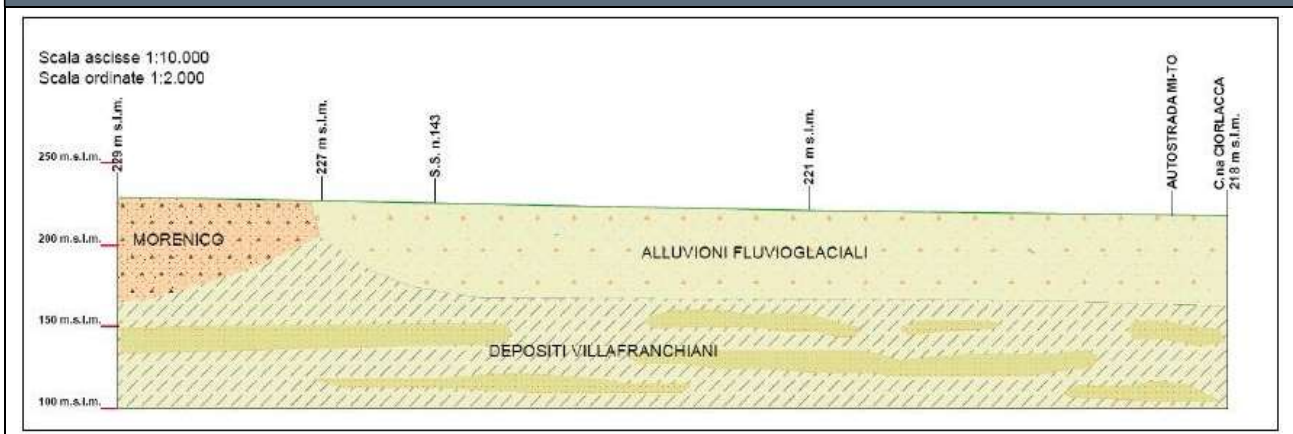 Scala ascisse 1:10.000
Scala ordinate 1:2.000
229 m s.l.m.
227 m s.l.m.
S.S. n.143
221 m s.l.m.
AUTOSTRADA MI-TO
C.na CIORLACCA
218 m s.l.m.
250 m.s.l.m.
200 m.s.l.m.
150 m.s.l.m.
100 m.s.l.m.
MORENICO
ALLUVIONI FLUVIOGLACIALI
DEPOSITI VILLAFRANCHIANI